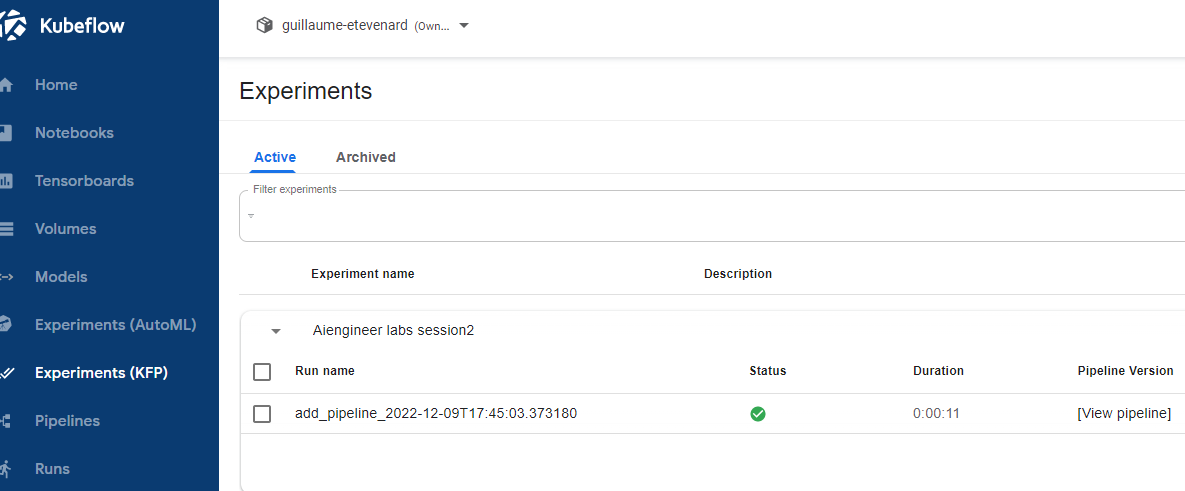 Kubeflow
guillaume-etevenard (Own...
Home
Notebooks
Tensorboards
Volumes
Models
Experiments (AutoML)
Experiments (KFP)
Pipelines
Runs
Experiments
Active Archived
Filter experiments
Experiment name Description
Aiengineer labs session2
Run name Status Duration Pipeline Version
add_pipeline_2022-12-09T17:45:03.373180 0:00:11 [View pipeline]